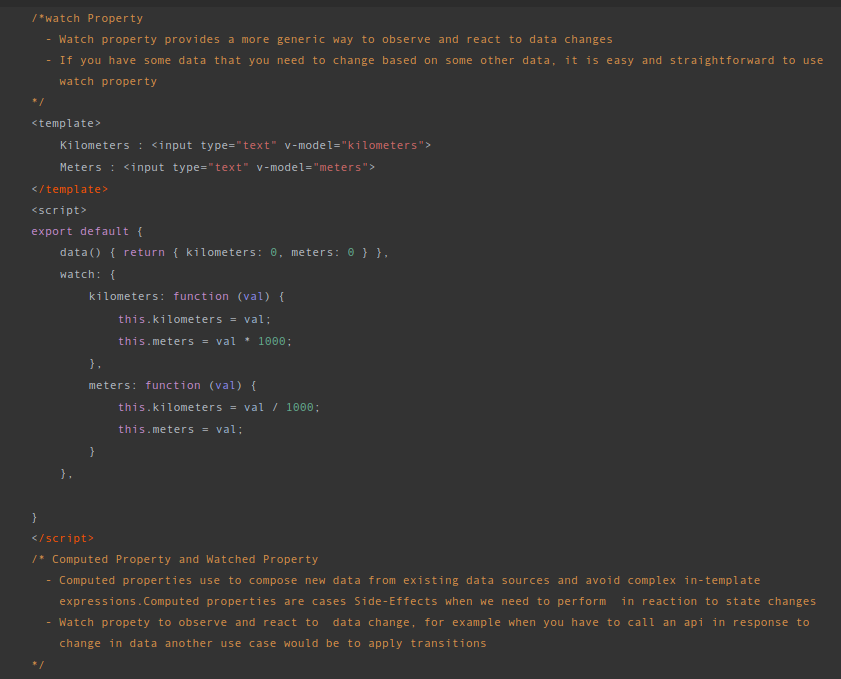 /*watch Property
- Watch property provides a more generic way to observe and react to data changes
- If you have some data that you need to change based on some other data, it is easy and straightforward to use
watch property
*/
<template>
Kilometers : <input type="text" v-model="kilometers">
Meters : <input type="text" v-model="meters">
</template>
<script>
export default {
data() { return { kilometers: 0, meters: 0 } },
watch: {
kilometers: function (val) {
this.kilometers = val;
this.meters = val * 1000;
},
meters: function (val) {
this.kilometers = val / 1000;
this.meters = val;
}
},
}
</script>
/* Computed Property and Watched Property
- Computed properties use to compose new data from existing data sources and avoid complex in-template
expressions.Computed properties are cases Side-Effects when we need to perform  in reaction to state changes
- Watch propety to observe and react to  data change, for example when you have to call an api in response to
change in data another use case would be to apply transitions
*/